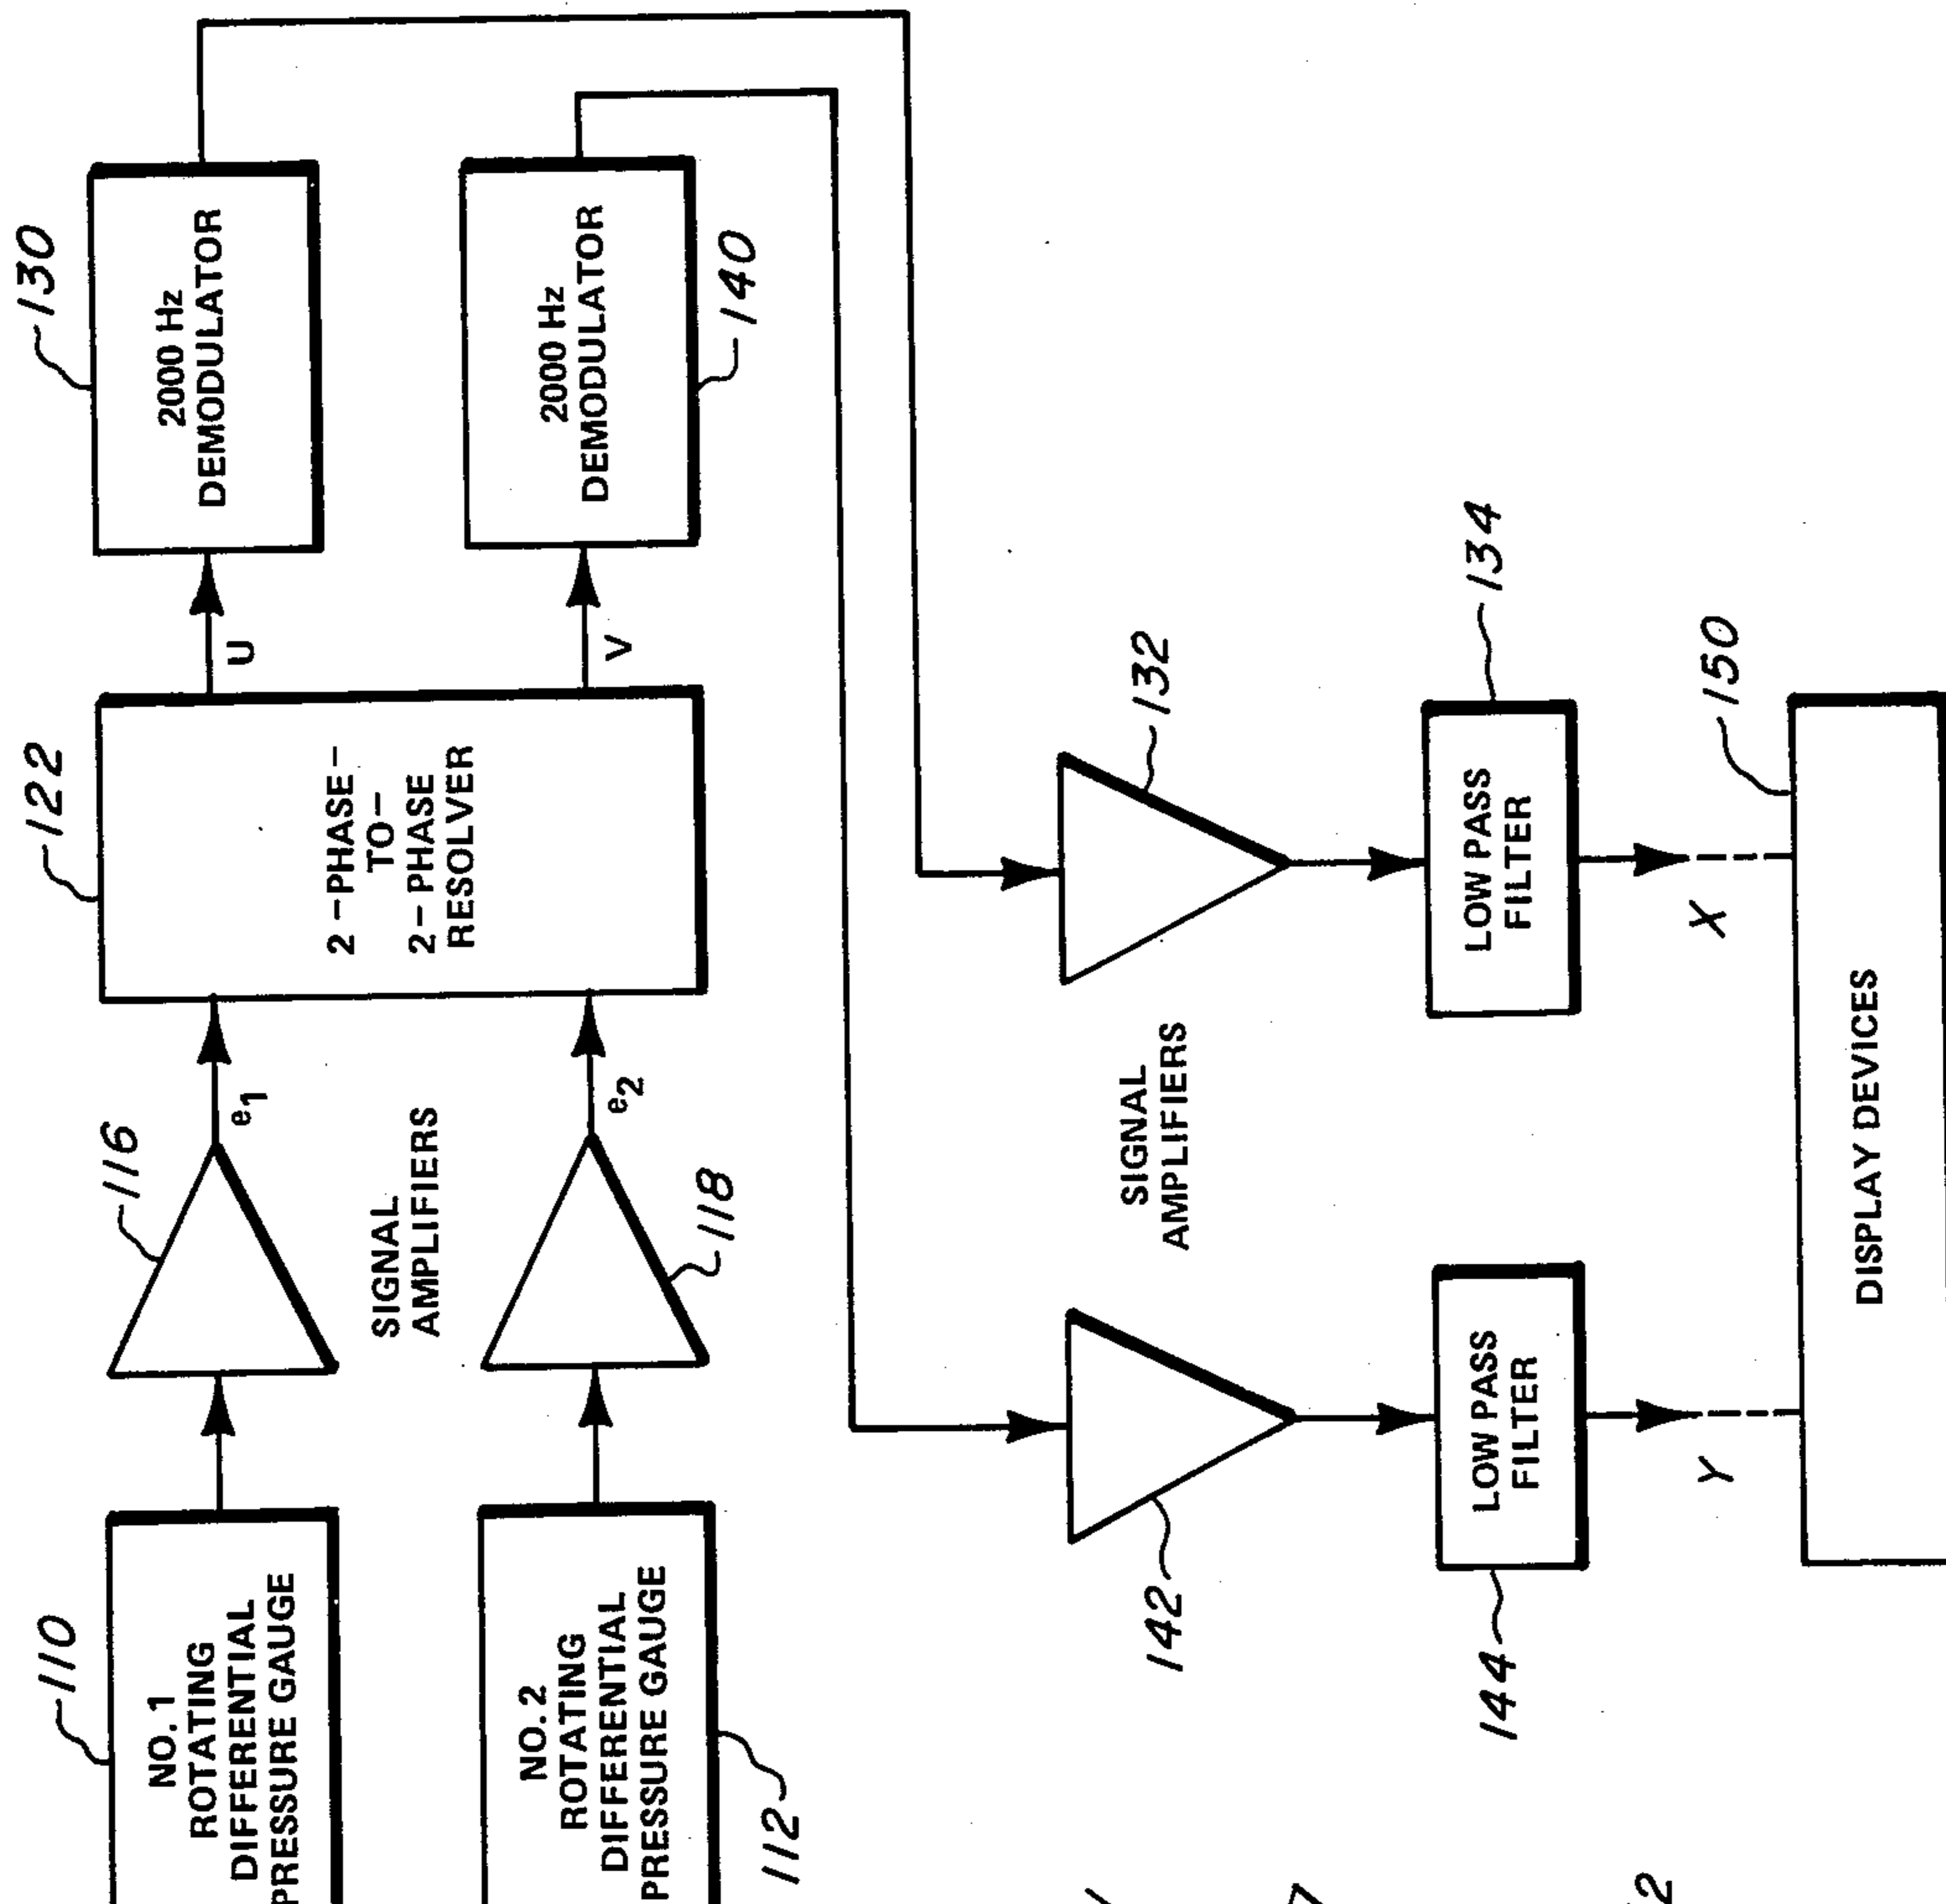 110
NO.1
ROTATING
DIFFERENTIAL
PRESSURE GAUGE
116
e1
SIGNAL
AMPLIFIERS
122
2-PHASE-
TO-
2-PHASE
RESOLVER
U
130
2000 Hz
DEMODULATOR
112
NO.2
ROTATING
DIFFERENTIAL
PRESSURE GAUGE
118
e2
V
2000 Hz
DEMODULATOR
140
142
SIGNAL
AMPLIFIERS
132
144
LOW PASS
FILTER
LOW PASS
FILTER
134
Y
X
150
DISPLAY DEVICES